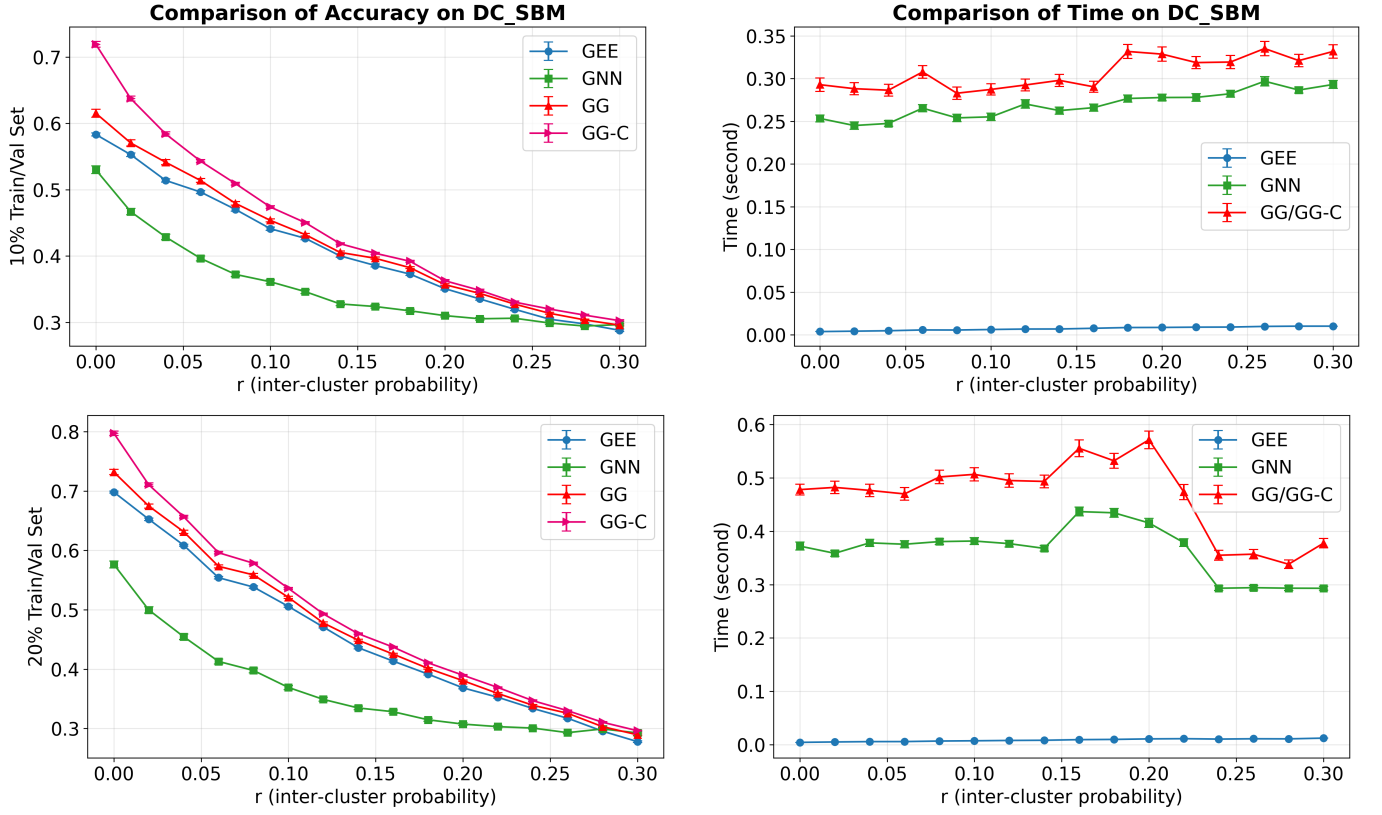 Comparison of Accuracy on DC_SBM
10% Train/Val Set
0.7
0.6
0.5
0.4
0.3
GEE
GNN
GG
GG-C
0.00 0.05 0.10 0.15 0.20 0.25 0.30
r (inter-cluster probability)
Comparison of Time on DC_SBM
Time (second)
0.35
0.30
0.25
0.20
0.15
0.10
0.05
0.00
GEE
GNN
GG/GG-C
0.00 0.05 0.10 0.15 0.20 0.25 0.30
r (inter-cluster probability)
20% Train/Val Set
0.8
0.7
0.6
0.5
0.4
0.3
GEE
GNN
GG
GG-C
0.00 0.05 0.10 0.15 0.20 0.25 0.30
r (inter-cluster probability)
Time (second)
0.6
0.5
0.4
0.3
0.2
0.1
0.0
GEE
GNN
GG/GG-C
0.00 0.05 0.10 0.15 0.20 0.25 0.30
r (inter-cluster probability)